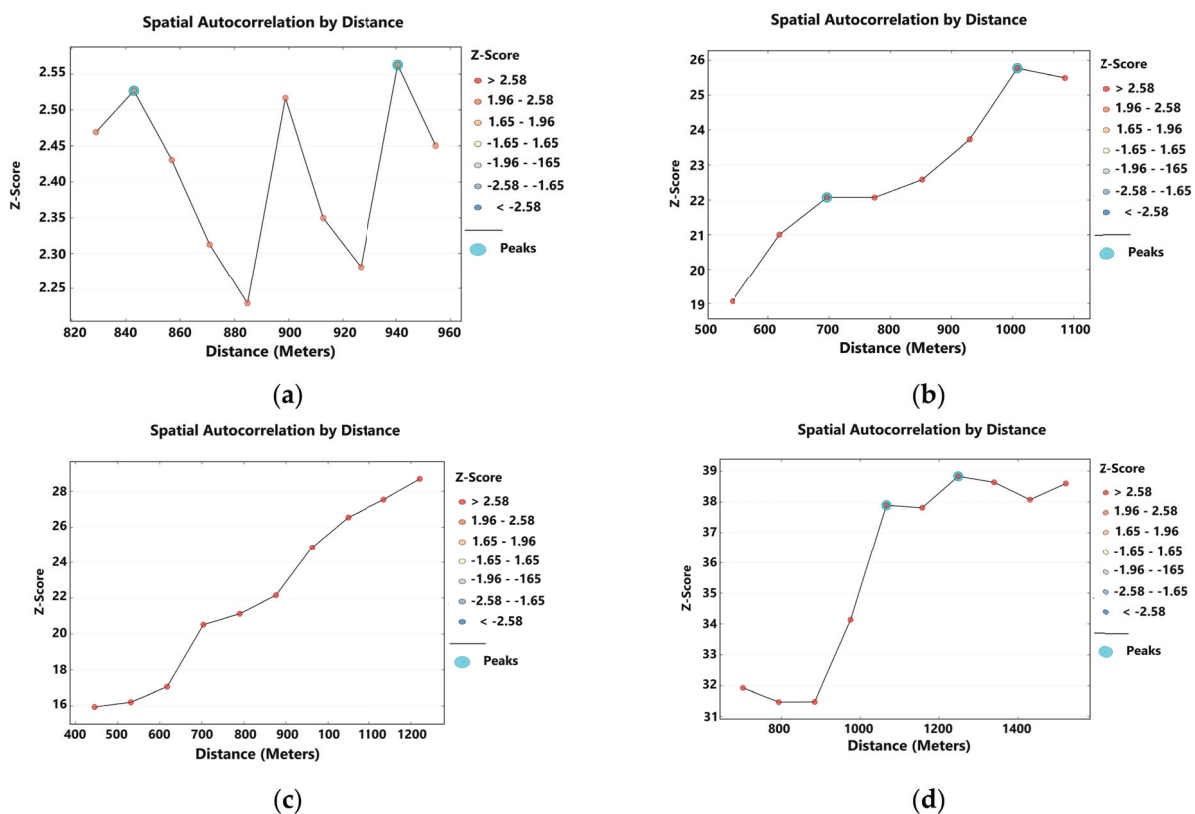 Spatial Autocorrelation by Distance
Z-Score
2.55
2.50
2.45
2.40
2.35
2.30
2.25
820 840 860 880 900 920 940 960
Distance (Meters)
Z-Score
> 2.58
1.96 - 2.58
1.65 - 1.96
-1.65 - 1.65
-1.96 - -165
-2.58 - -1.65
< -2.58
Peaks
(a)
Spatial Autocorrelation by Distance
Z-Score
26
25
24
23
22
21
20
19
500 600 700 800 900 1000 1100
Distance (Meters)
Z-Score
> 2.58
1.96 - 2.58
1.65 - 1.96
-1.65 - 1.65
-1.96 - -165
-2.58 - -1.65
< -2.58
Peaks
(b)
Spatial Autocorrelation by Distance
Z-Score
28
26
24
22
20
18
16
400 500 600 700 800 900 1000 1100 1200
Distance (Meters)
Z-Score
> 2.58
1.96 - 2.58
1.65 - 1.96
-1.65 - 1.65
-1.96 - -165
-2.58 - -1.65
< -2.58
Peaks
(c)
Spatial Autocorrelation by Distance
Z-Score
39
38
37
36
35
34
33
32
31
800 1000 1200 1400
Distance (Meters)
Z-Score
> 2.58
1.96 - 2.58
1.65 - 1.96
-1.65 - 1.65
-1.96 - -165
-2.58 - -1.65
< -2.58
Peaks
(d)